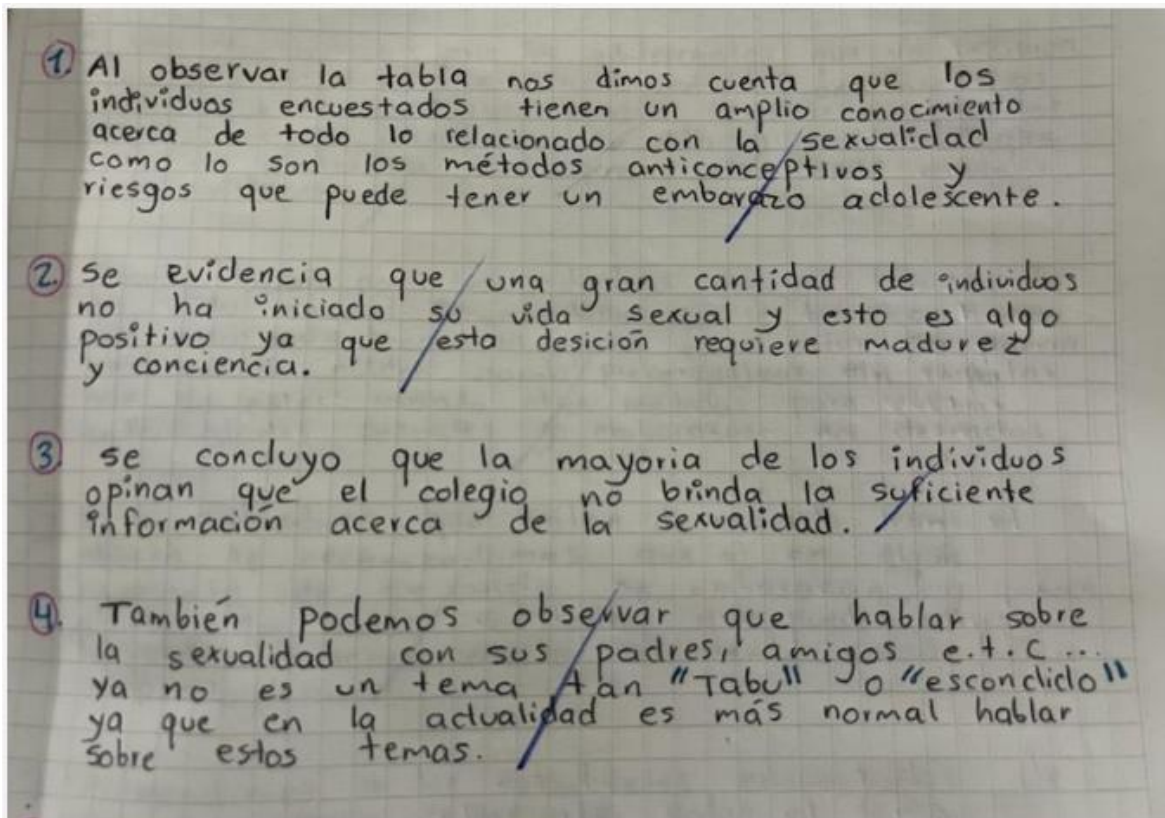 1. Al observar la tabla nos dimos cuenta que los
individuos encuestados tienen un amplio conocimiento
acerca de todo lo relacionado con la sexualidad
como lo son los métodos anticonceptivos y
riesgos que puede tener un embarazo adolescente.
2. se evidencia que una gran cantidad de individuos
no ha iniciado su vida sexual y esto es algo
positivo ya que esta desición requiere madurez
y conciencia.
3. se concluyo que la mayoria de los individuos
opinan que el colegio no brinda la suficiente
información acerca de la sexualidad.
4. También podemos observar que hablar sobre
la sexualidad con sus padres, amigos e.t.c...
ya no es un tema tan "Tabu" o "escondido"
ya que en la actualidad es más normal hablar
sobre estos temas.